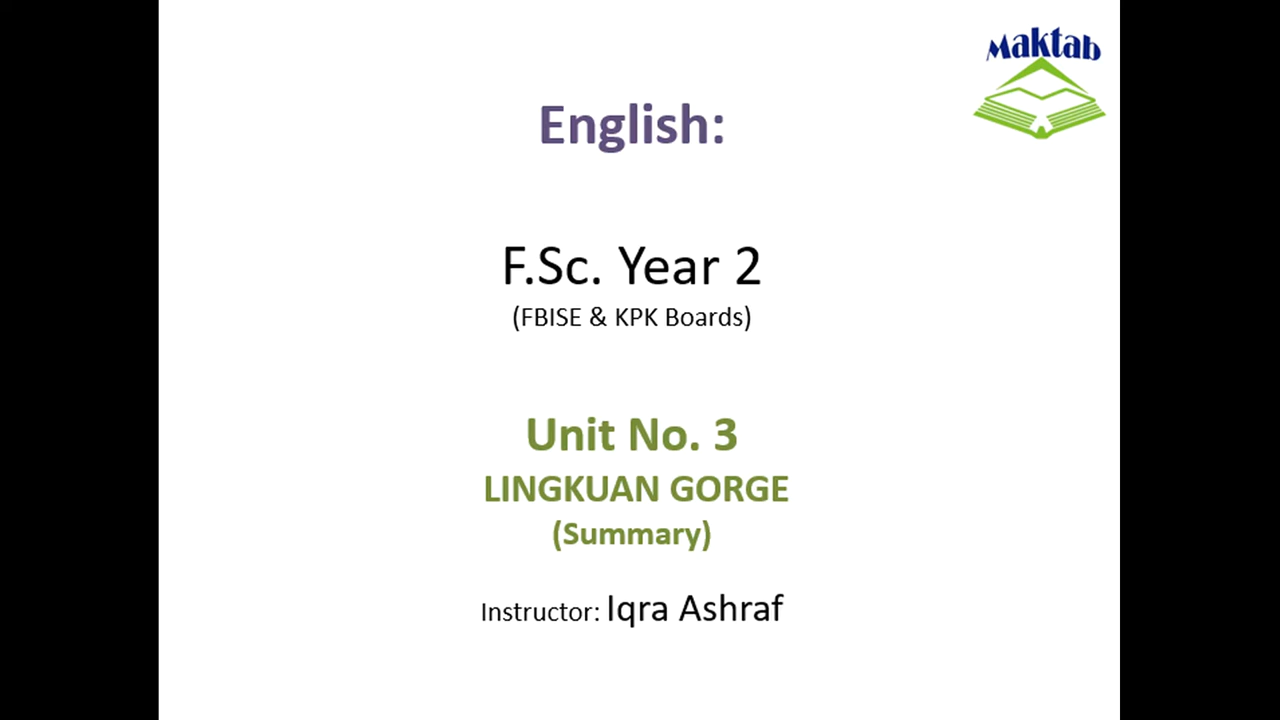 Maktab
English:
F.Sc. Year 2
(FBISE & KPK Boards)
Unit No. 3
LINGKUAN GORGE
(Summary)
Instructor: Iqra Ashraf